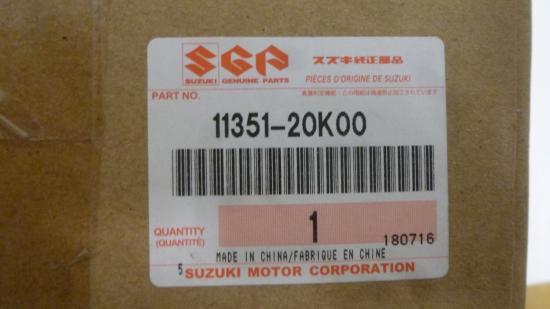 SGP
スズキ純正部品
SUZUKI GENUINE PARTS
PIÈCES D'ORIGINE DE SUZUKI
PART NO.
11351-20K00
QUANTITY
(QUANTITÉ)
1
180716
MADE IN CHINA/FABRIQUE EN CHINE
5
SUZUKI MOTOR CORPORATION